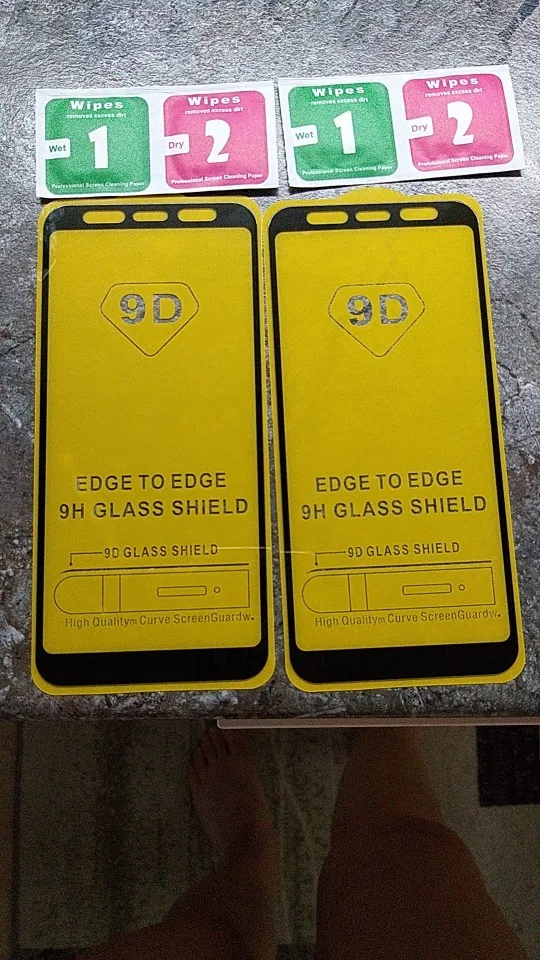 Wipes
removes excess dirt
Wet
1
Professional Screen Cleaning Paper
Wipes
removes excess dirt
Dry
2
Professional Screen Cleaning Paper
Wipes
removes excess dirt
Wet
1
Professional Screen Cleaning Paper
Wipes
removes excess dirt
Dry
2
Professional Screen Cleaning Paper
9D
EDGE TO EDGE
9H GLASS SHIELD
9D GLASS SHIELD
High Qualitym Curve ScreenGuardw.
9D
EDGE TO EDGE
9H GLASS SHIELD
9D GLASS SHIELD
High Qualitym Curve ScreenGuardw.